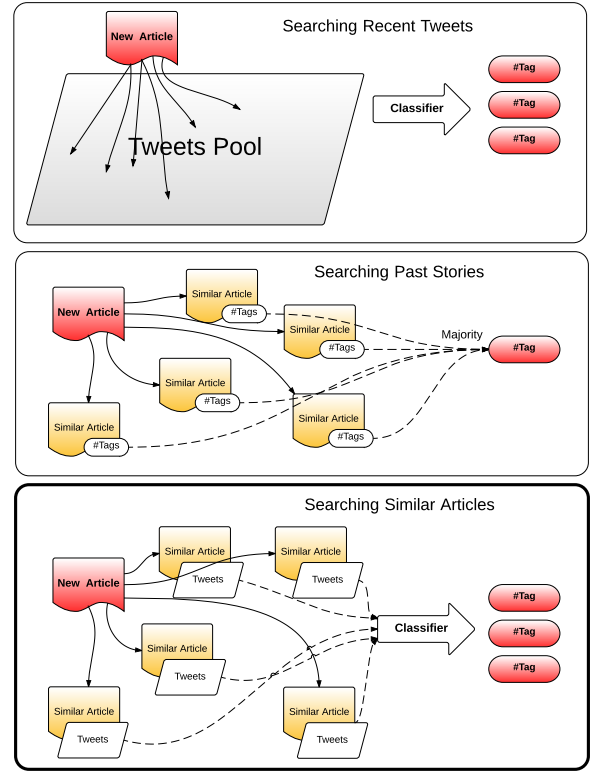 Searching Recent Tweets
New Article
#Tag
Classifier
#Tag
#Tag
Tweets Pool
Searching Past Stories
Similar Article
#Tags
New Article
Similar Article
Majority
#Tags
#Tag
Similar Article
#Tags
Similar Article
Similar Article
#Tags
#Tags
Searching Similar Articles
Similar Article
Similar Article
Tweets
Tweets
New Article
#Tag
Classifier
#Tag
Similar Article
#Tag
Tweets
Similar Article
Similar Article
Tweets
Tweets